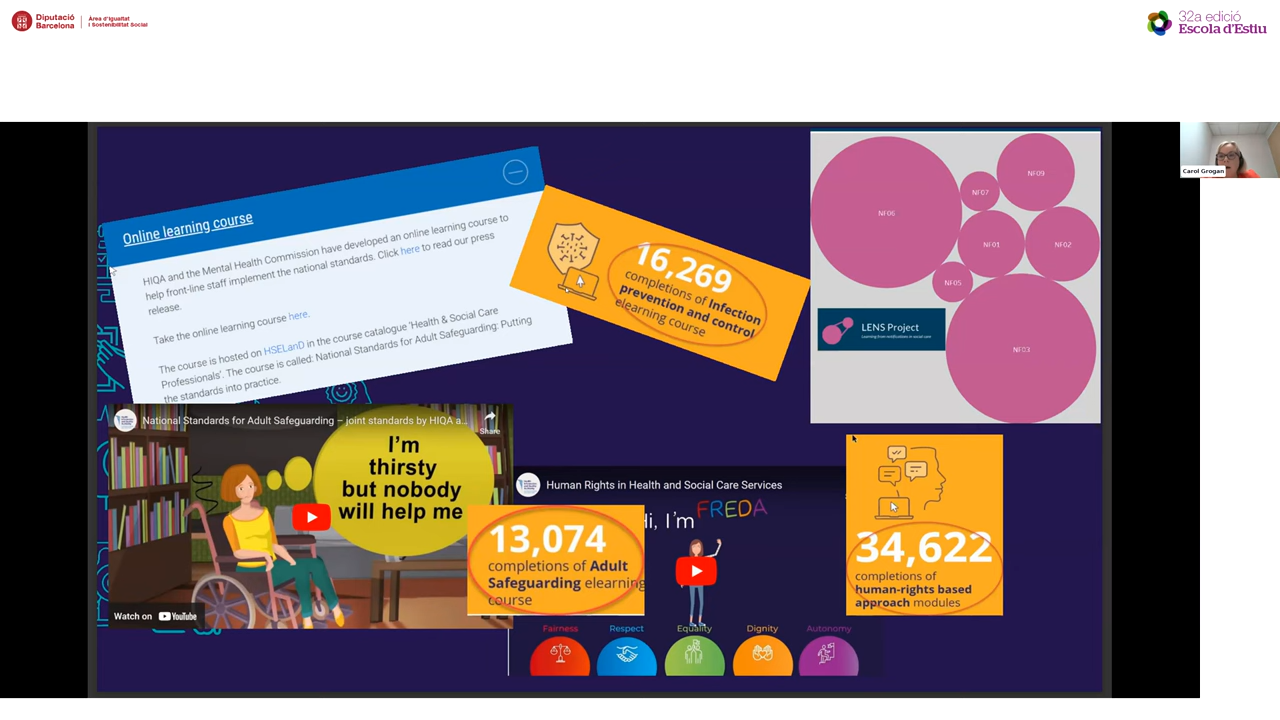 Diputació
Barcelona
Àrea d'Igualtat
i Sostenibilitat Social
32a edició
Escola d'Estiu
Carol Grogan
Online learning course
HIQA and the Mental Health Commission have developed an online learning course to
help front-line staff implement the national standards. Click here to read our press
release.
Take the online learning course here.
The course is hosted on HSELanD in the course catalogue 'Health & Social Care
Professionals'. The course is called: National Standards for Adult Safeguarding: Putting
the standards into practice.
16,269
completions of Infection
prevention and control
elearning course
NF06
NF07
NF09
NF01
NF02
NF05
NF03
LENS Project
Learning from notifications in social care
National Standards for Adult Safeguarding – joint standards by HIQA a...
Share
I'm
thirsty
but nobody
will help me
Watch on YouTube
Human Rights in Health and Social Care Services
Hi, I'm FREDA
13,074
completions of Adult
Safeguarding elearning
course
34,622
completions of
human-rights based
approach modules
Fairness
Respect
Equality
Dignity
Autonomy